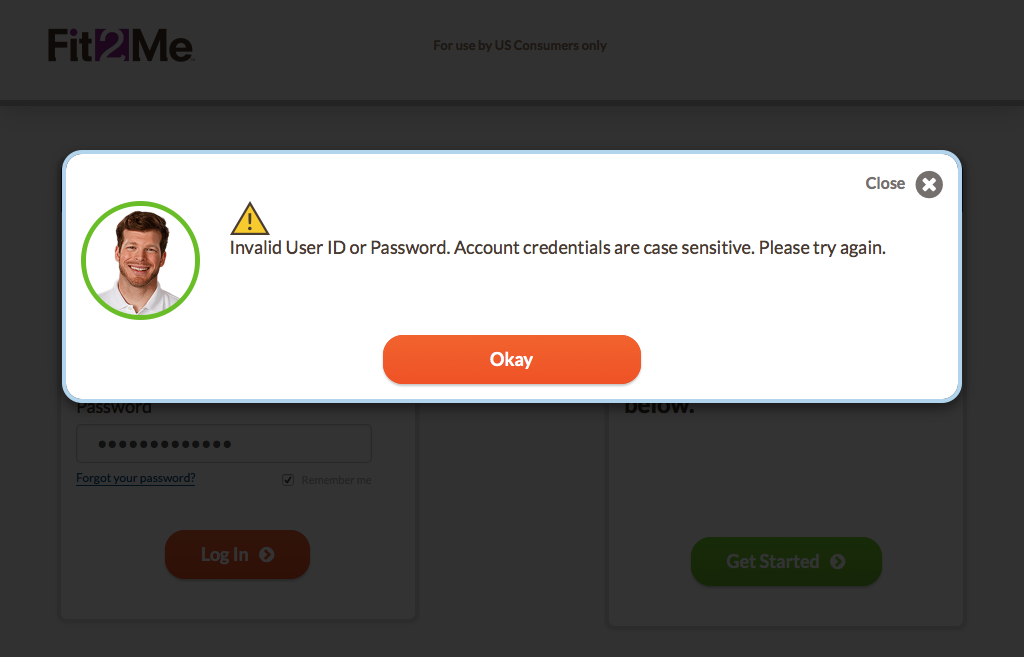 Fit2Me
For use by US Consumers only
Close
Invalid User ID or Password. Account credentials are case sensitive. Please try again.
Okay
Password
below.
•••••••••••••
Forgot your password?
Remember me
Log In
Get Started